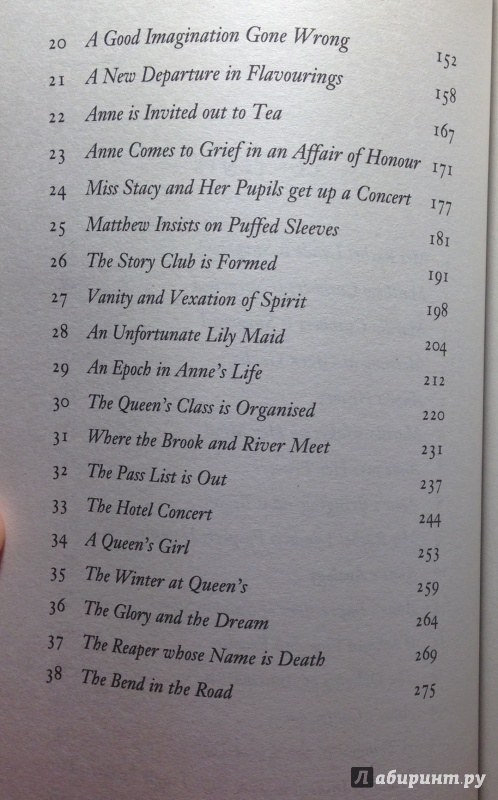 20 A Good Imagination Gone Wrong 152
21 A New Departure in Flavourings 158
22 Anne is Invited out to Tea 167
23 Anne Comes to Grief in an Affair of Honour 171
24 Miss Stacy and Her Pupils get up a Concert 177
25 Matthew Insists on Puffed Sleeves 181
26 The Story Club is Formed 191
27 Vanity and Vexation of Spirit 198
28 An Unfortunate Lily Maid 204
29 An Epoch in Anne's Life 212
30 The Queen's Class is Organised 220
31 Where the Brook and River Meet 231
32 The Pass List is Out 237
33 The Hotel Concert 244
34 A Queen's Girl 253
35 The Winter at Queen's 259
36 The Glory and the Dream 264
37 The Reaper whose Name is Death 269
38 The Bend in the Road 275
Лабиринт.ру